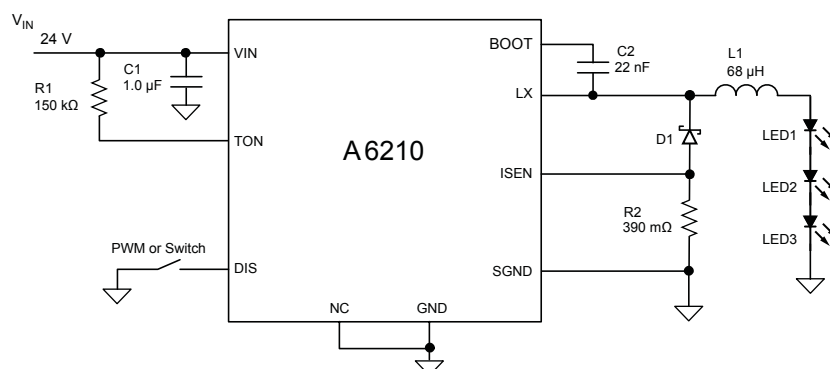 VIN
24 V
R1
150 kΩ
C1
1.0 µF
VIN
TON
PWM or Switch
DIS
A6210
NC
GND
BOOT
LX
ISEN
SGND
C2
22 nF
L1
68 µH
D1
R2
390 mΩ
LED1
LED2
LED3